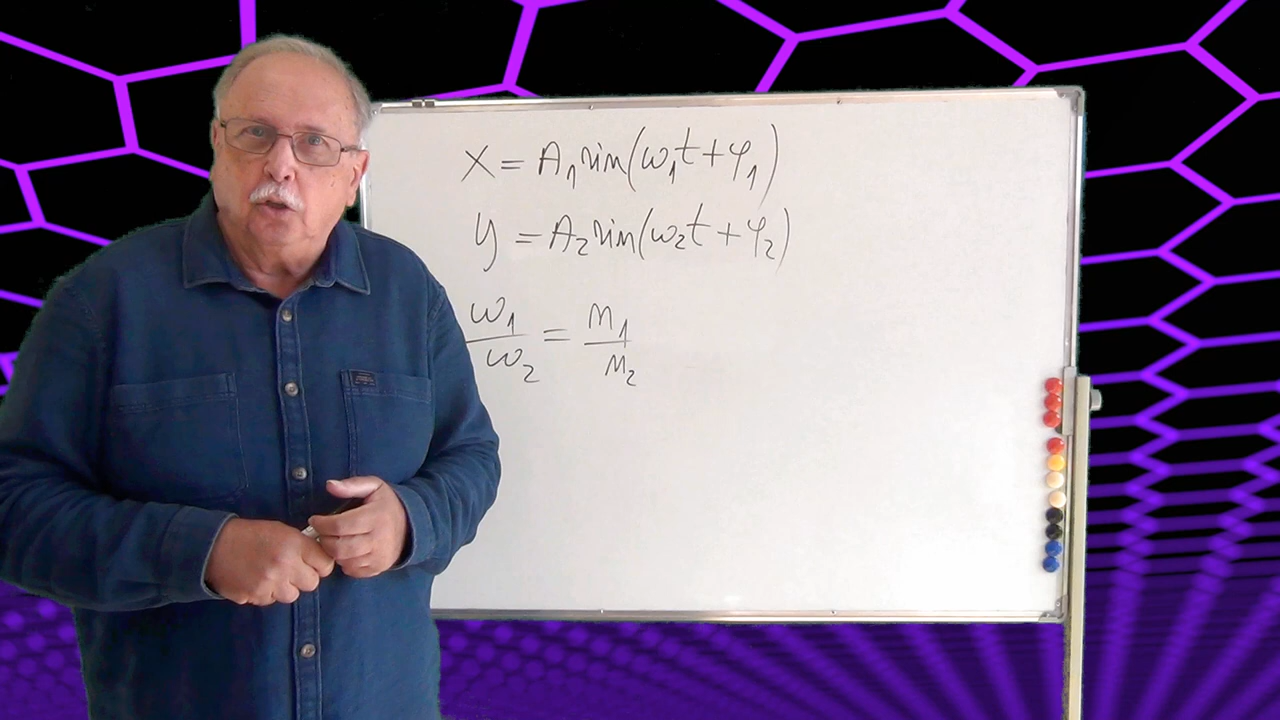 x = A₁ sin(ω₁t + φ₁)
y = A₂ sin(ω₂t + φ₂)
ω₁/ω₂ = n₁/n₂